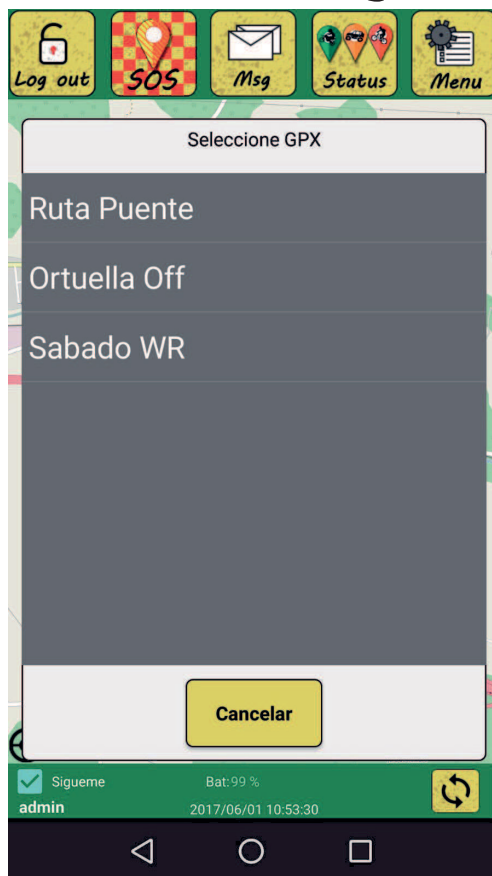 Log out SOS Msg Status Menu
Seleccione GPX
Ruta Puente
Ortuella Off
Sabado WR
Cancelar
Sigueme Bat:99 %
admin 2017/06/01 10:53:30